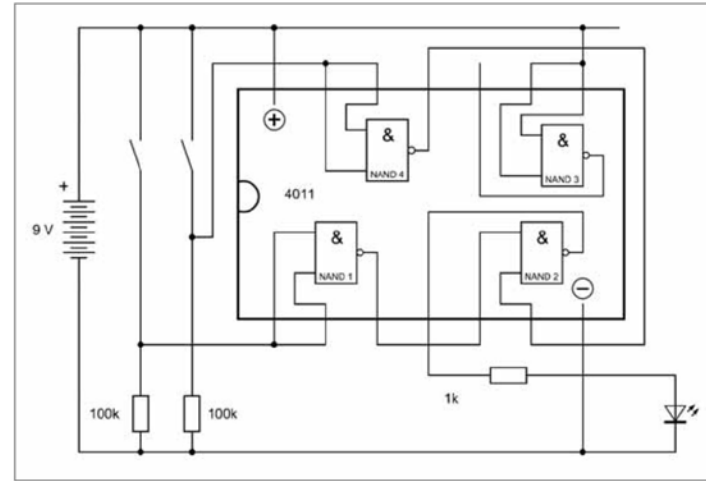 +
&
&
+
NAND 4
NAND 3
4011
9 V
&
&
NAND 1
NAND 2
−
100k
100k
1k